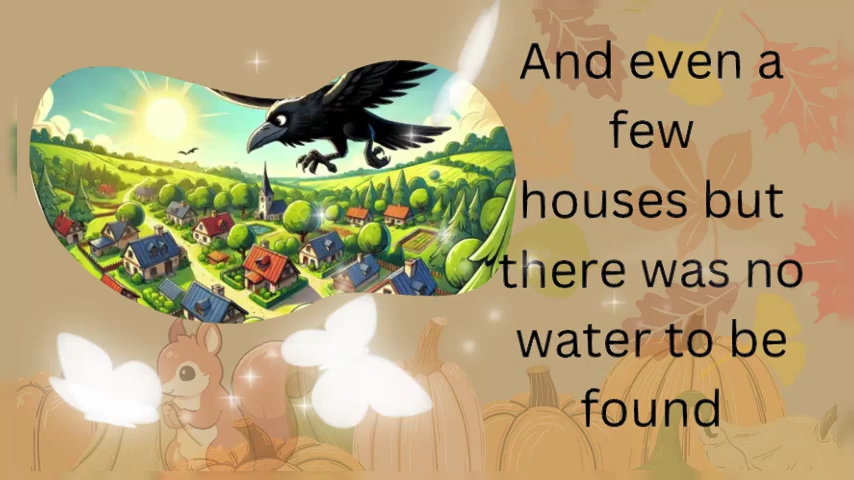 And even a
few
houses but
there was no
water to be
found